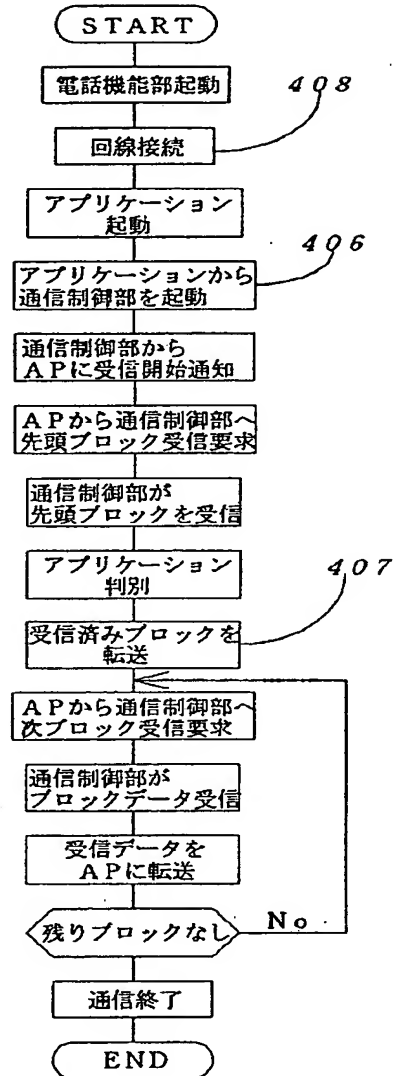 START
電話機能部起動
408
回線接続
アプリケーション
起動
406
アプリケーションから
通信制御部を起動
通信制御部から
APに受信開始通知
APから通信制御部へ
先頭ブロック受信要求
通信制御部が
先頭ブロックを受信
アプリケーション
判別
407
受信済みブロックを
転送
APから通信制御部へ
次ブロック受信要求
通信制御部が
ブロックデータ受信
受信データを
APに転送
残りブロックなし
No
通信終了
END